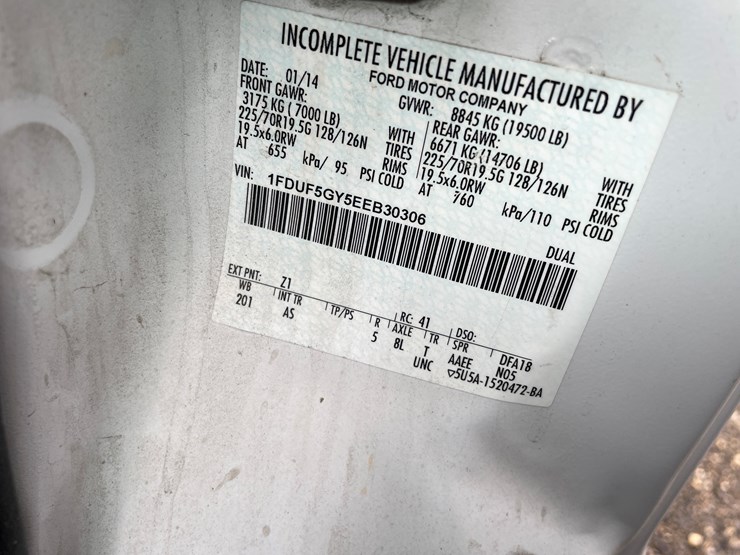 INCOMPLETE VEHICLE MANUFACTURED BY
FORD MOTOR COMPANY
DATE: 01/14 GVWR: 8845 KG (19500 LB)
FRONT GAWR: REAR GAWR:
3175 KG (7000 LB) WITH 6671 KG (14706 LB) WITH
225/70R19.5G 128/126N TIRES 225/70R19.5G 128/126N TIRES
19.5x6.0RW RIMS 19.5x6.0RW RIMS
AT 655 kPa/ 95 PSI COLD AT 760 kPa/110 PSI COLD
VIN: 1FDUF5GY5EEB30306 DUAL
EXT PNT: Z1 RC: 41 DSO: DFA18
WB INT TR TP/PS R AXLE TR SPR N05
201 AS 5 8L T AAEE
UNC ▽5U5A-1520472-BA